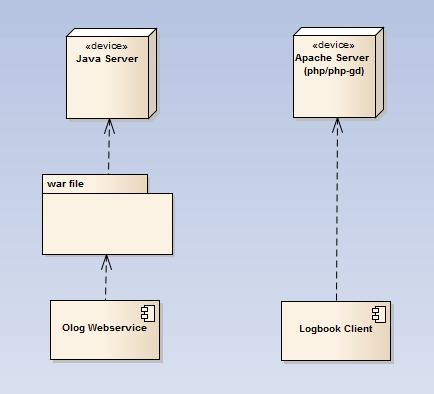 «device»
Java Server
«device»
Apache Server
(php/php-gd)
war file
Olog Webservice
Logbook Client